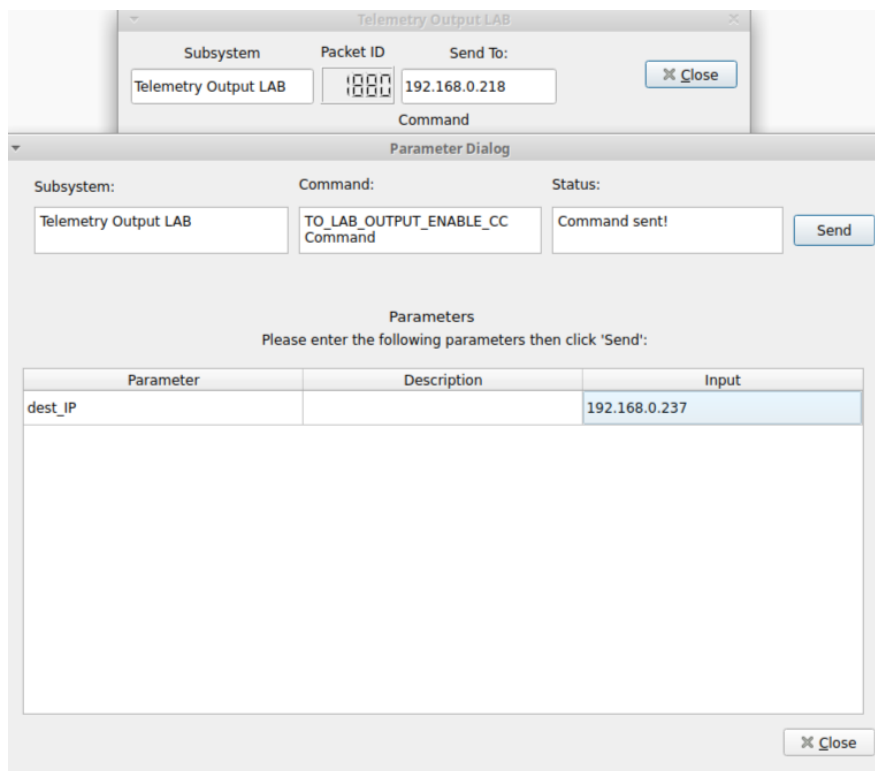 Telemetry Output LAB
Subsystem Packet ID Send To:
Telemetry Output LAB 1880 192.168.0.218 Close
Command
Parameter Dialog
Subsystem: Command: Status:
Telemetry Output LAB TO_LAB_OUTPUT_ENABLE_CC Command sent! Send
Command
Parameters
Please enter the following parameters then click 'Send':
Parameter Description Input
dest_IP 192.168.0.237
Close